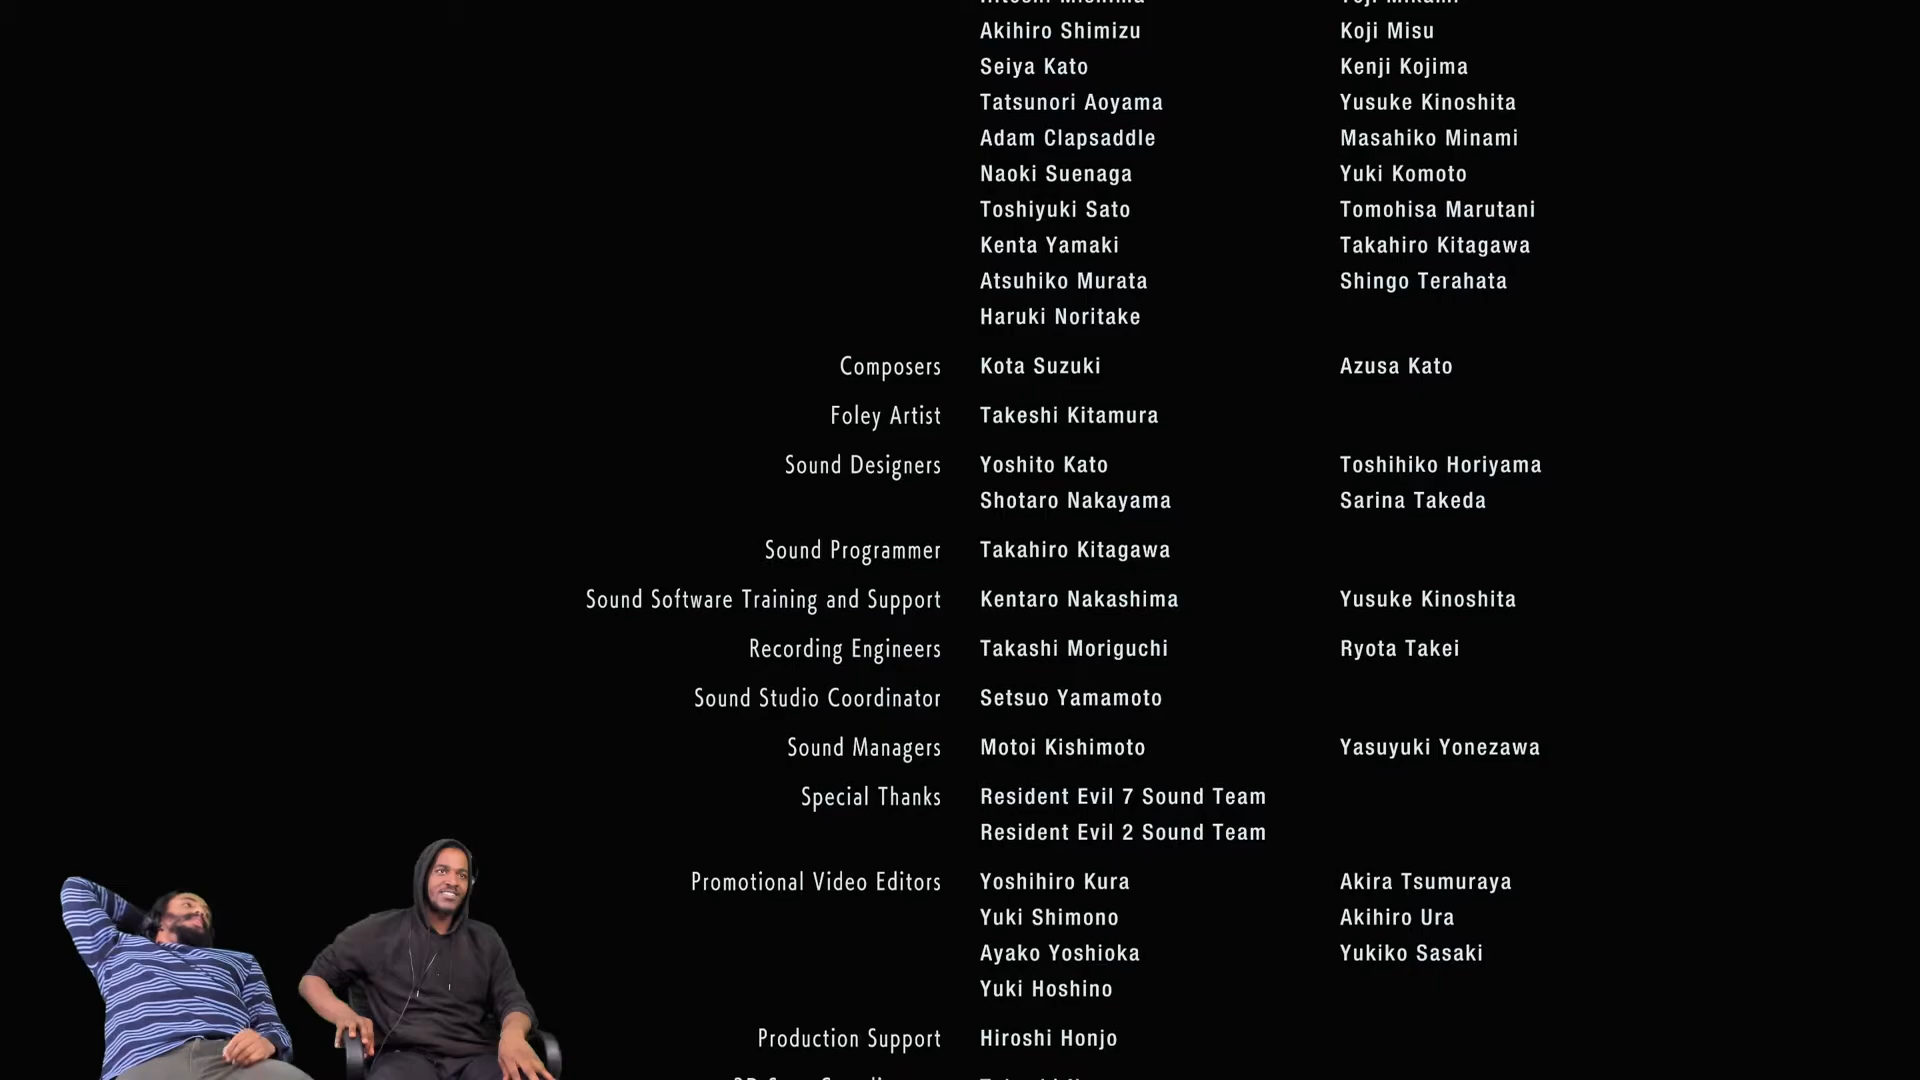 Akihiro Shimizu Koji Misu
Seiya Kato Kenji Kojima
Tatsunori Aoyama Yusuke Kinoshita
Adam Clapsaddle Masahiko Minami
Naoki Suenaga Yuki Komoto
Toshiyuki Sato Tomohisa Marutani
Kenta Yamaki Takahiro Kitagawa
Atsuhiko Murata Shingo Terahata
Haruki Noritake
Composers Kota Suzuki Azusa Kato
Foley Artist Takeshi Kitamura
Sound Designers Yoshito Kato Toshihiko Horiyama
Shotaro Nakayama Sarina Takeda
Sound Programmer Takahiro Kitagawa
Sound Software Training and Support Kentaro Nakashima Yusuke Kinoshita
Recording Engineers Takashi Moriguchi Ryota Takei
Sound Studio Coordinator Setsuo Yamamoto
Sound Managers Motoi Kishimoto Yasuyuki Yonezawa
Special Thanks Resident Evil 7 Sound Team
Resident Evil 2 Sound Team
Promotional Video Editors Yoshihiro Kura Akira Tsumuraya
Yuki Shimono Akihiro Ura
Ayako Yoshioka Yukiko Sasaki
Yuki Hoshino
Production Support Hiroshi Honjo